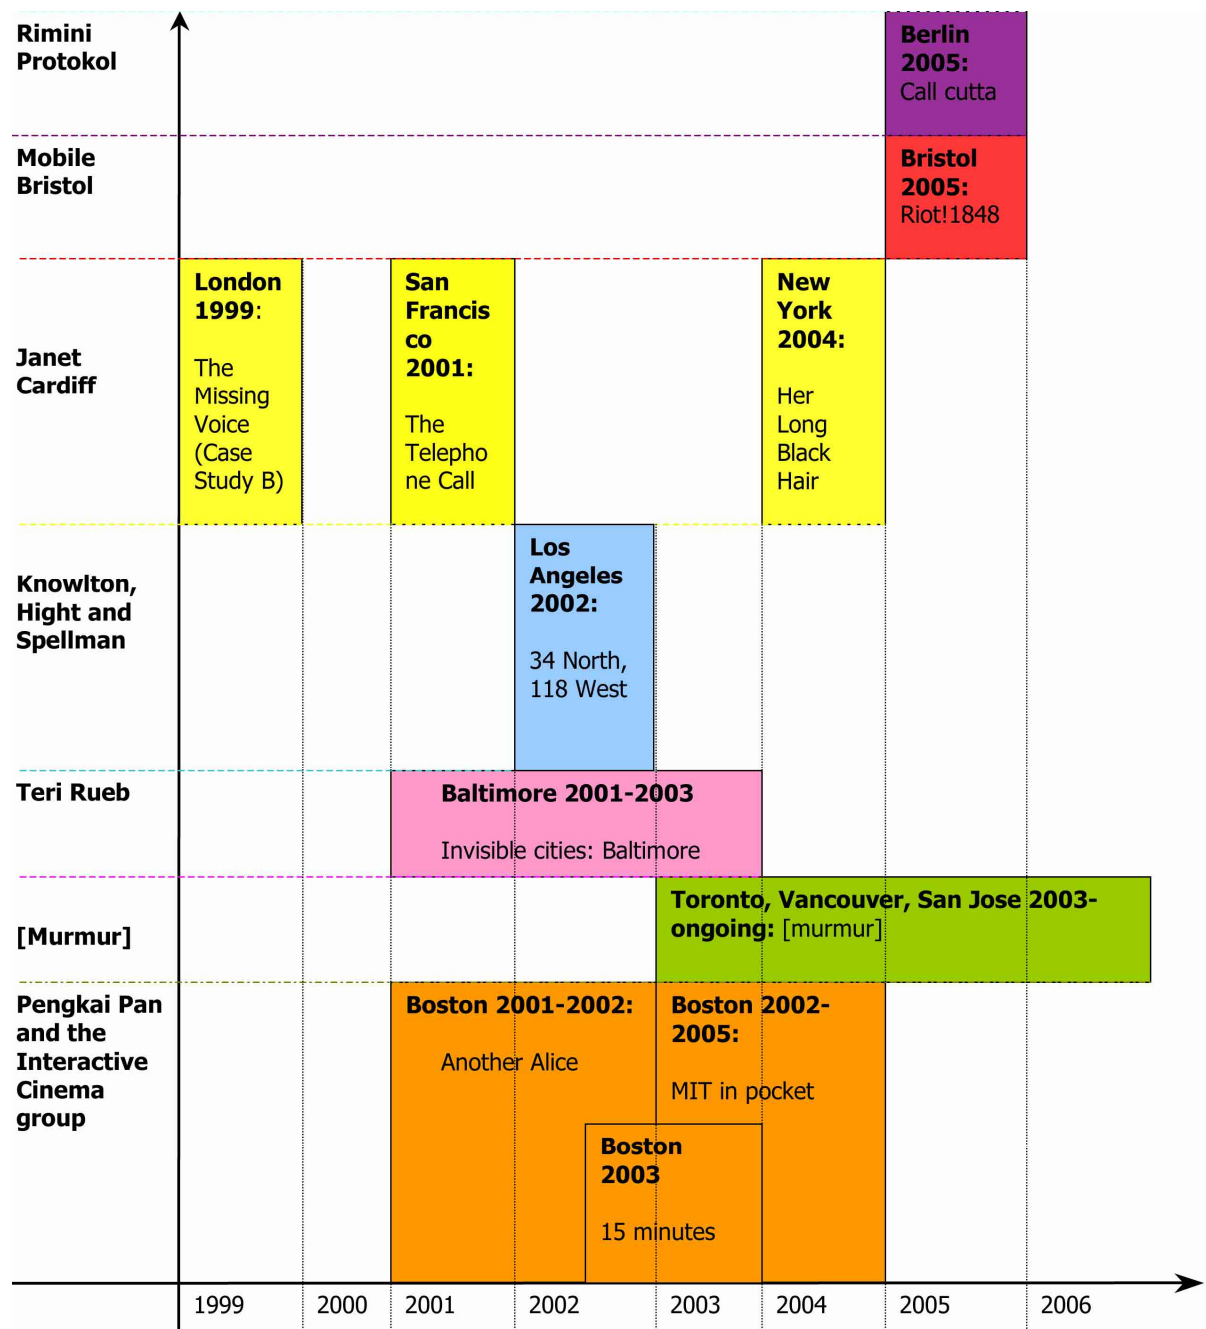 Rimini
Protokol
Berlin
2005:
Call cutta
Mobile
Bristol
Bristol
2005:
Riot!1848
Janet
Cardiff
London
1999:
The
Missing
Voice
(Case
Study B)
San
Francis
co
2001:
The
Telepho
ne Call
New
York
2004:
Her
Long
Black
Hair
Knowlton,
Hight and
Spellman
Los
Angeles
2002:
34 North,
118 West
Teri Rueb
Baltimore 2001-2003
Invisible cities: Baltimore
[Murmur]
Toronto, Vancouver, San Jose 2003-
ongoing: [murmur]
Pengkai Pan
and the
Interactive
Cinema
group
Boston 2001-2002:
Another Alice
Boston 2002-
2005:
MIT in pocket
Boston
2003
15 minutes
1999 2000 2001 2002 2003 2004 2005 2006